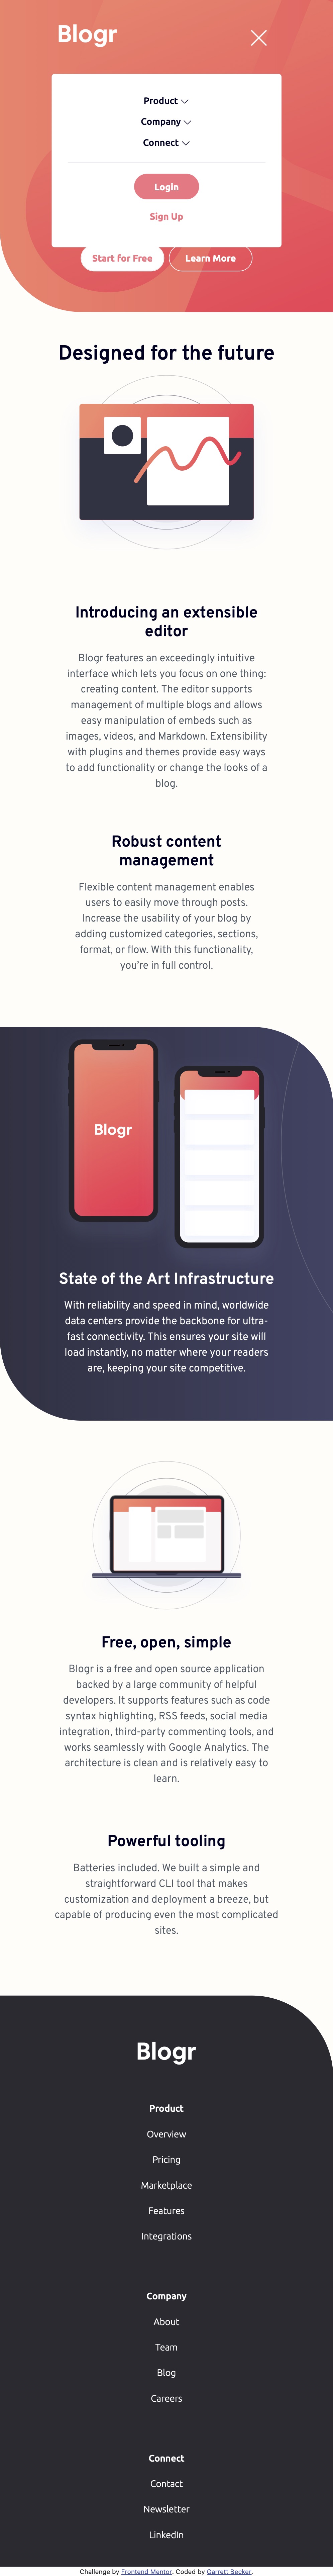 Blogr
Product
Company
Connect
Login
Sign Up
Start for Free
Learn More
Designed for the future
Introducing an extensible
editor
Blogr features an exceedingly intuitive
interface which lets you focus on one thing:
creating content. The editor supports
management of multiple blogs and allows
easy manipulation of embeds such as
images, videos, and Markdown. Extensibility
with plugins and themes provide easy ways
to add functionality or change the looks of a
blog.
Robust content
management
Flexible content management enables
users to easily move through posts.
Increase the usability of your blog by
adding customized categories, sections,
format, or flow. With this functionality,
you're in full control.
Blogr
State of the Art Infrastructure
With reliability and speed in mind, worldwide
data centers provide the backbone for ultra-
fast connectivity. This ensures your site will
load instantly, no matter where your readers
are, keeping your site competitive.
Free, open, simple
Blogr is a free and open source application
backed by a large community of helpful
developers. It supports features such as code
syntax highlighting, RSS feeds, social media
integration, third-party commenting tools, and
works seamlessly with Google Analytics. The
architecture is clean and is relatively easy to
learn.
Powerful tooling
Batteries included. We built a simple and
straightforward CLI tool that makes
customization and deployment a breeze, but
capable of producing even the most complicated
sites.
Blogr
Product
Overview
Pricing
Marketplace
Features
Integrations
Company
About
Team
Blog
Careers
Connect
Contact
Newsletter
LinkedIn
Challenge by Frontend Mentor. Coded by Garrett Becker.